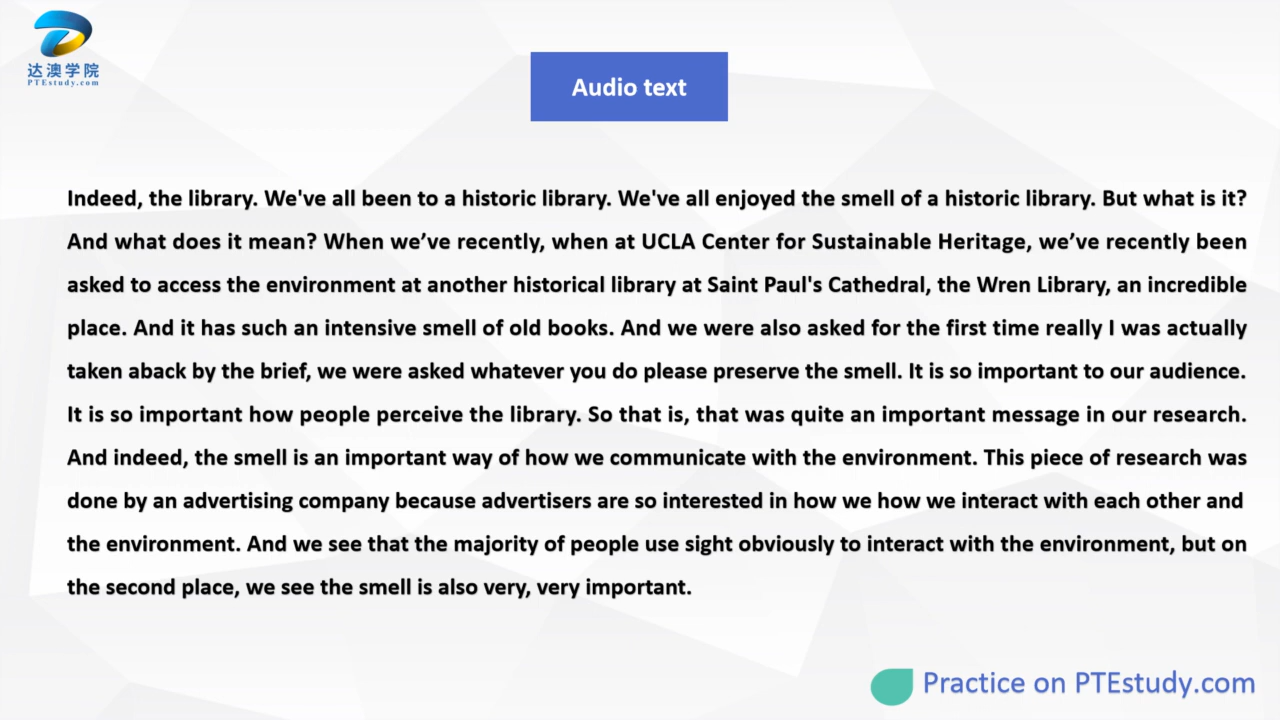 达澳学院
PTEstudy.com
Audio text
Indeed, the library. We've all been to a historic library. We've all enjoyed the smell of a historic library. But what is it?
And what does it mean? When we’ve recently, when at UCLA Center for Sustainable Heritage, we’ve recently been
asked to access the environment at another historical library at Saint Paul's Cathedral, the Wren Library, an incredible
place. And it has such an intensive smell of old books. And we were also asked for the first time really I was actually
taken aback by the brief, we were asked whatever you do please preserve the smell. It is so important to our audience.
It is so important how people perceive the library. So that is, that was quite an important message in our research.
And indeed, the smell is an important way of how we communicate with the environment. This piece of research was
done by an advertising company because advertisers are so interested in how we how we interact with each other and
the environment. And we see that the majority of people use sight obviously to interact with the environment, but on
the second place, we see the smell is also very, very important.
Practice on PTEstudy.com